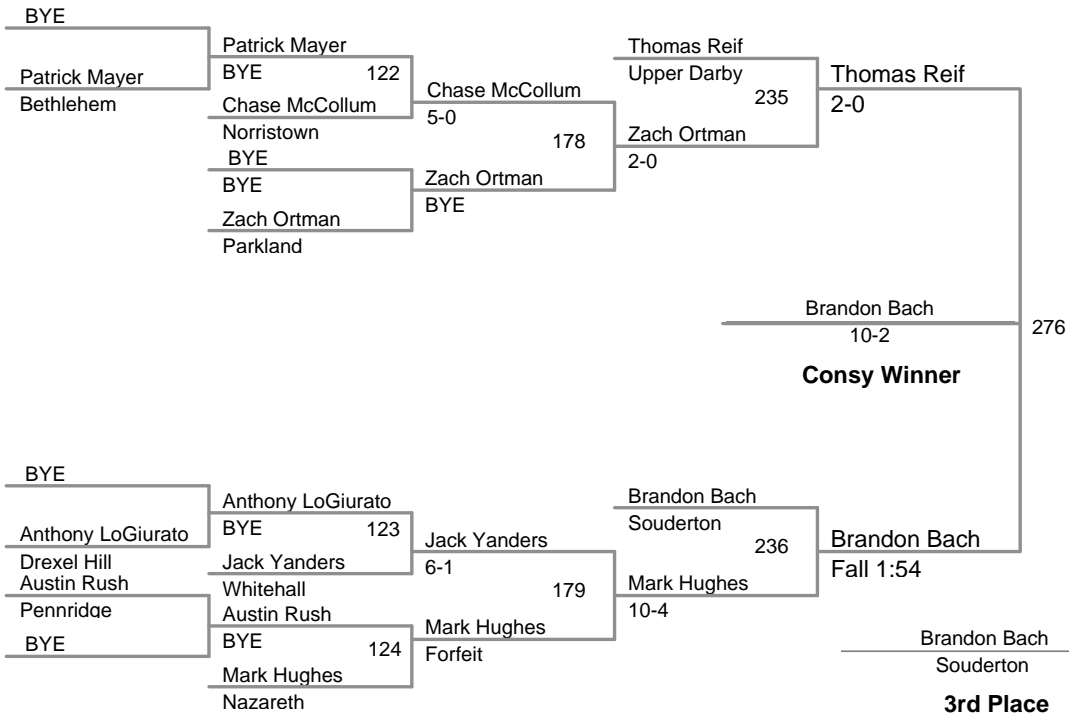 BYE
Patrick Mayer
Bethlehem
Patrick Mayer
BYE
122
Chase McCollum
Norristown
BYE
BYE
Zach Ortman
Parkland
Chase McCollum
5-0
178
Zach Ortman
BYE
Thomas Reif
Upper Darby
235
Zach Ortman
2-0
Thomas Reif
2-0
Brandon Bach
10-2
276
Consy Winner
BYE
Anthony LoGiurato
Drexel Hill
Austin Rush
Pennridge
BYE
Anthony LoGiurato
BYE
123
Jack Yanders
Whitehall
Austin Rush
BYE
124
Mark Hughes
Nazareth
Jack Yanders
6-1
179
Mark Hughes
Forfeit
Brandon Bach
Souderton
236
Mark Hughes
10-4
Brandon Bach
Fall 1:54
Brandon Bach
Souderton
3rd Place